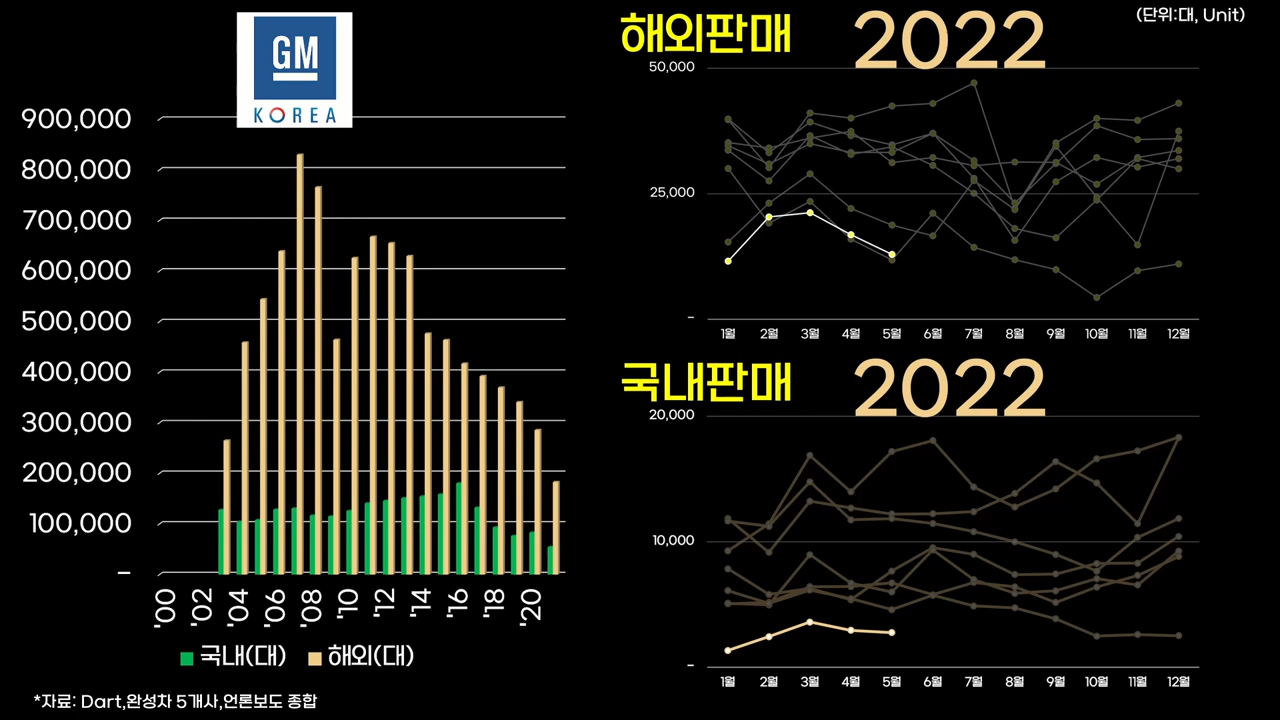 GM
KOREA
900,000
800,000
700,000
600,000
500,000
400,000
300,000
200,000
100,000
–
'00 '02 '04 '06 '08 '10 '12 '14 '16 '18 '20
국내(대) 해외(대)
*자료: Dart,완성차 5개사,언론보도 종합
(단위:대, Unit)
해외판매 2022
50,000
25,000
–
1월 2월 3월 4월 5월 6월 7월 8월 9월 10월 11월 12월
국내판매 2022
20,000
10,000
–
1월 2월 3월 4월 5월 6월 7월 8월 9월 10월 11월 12월